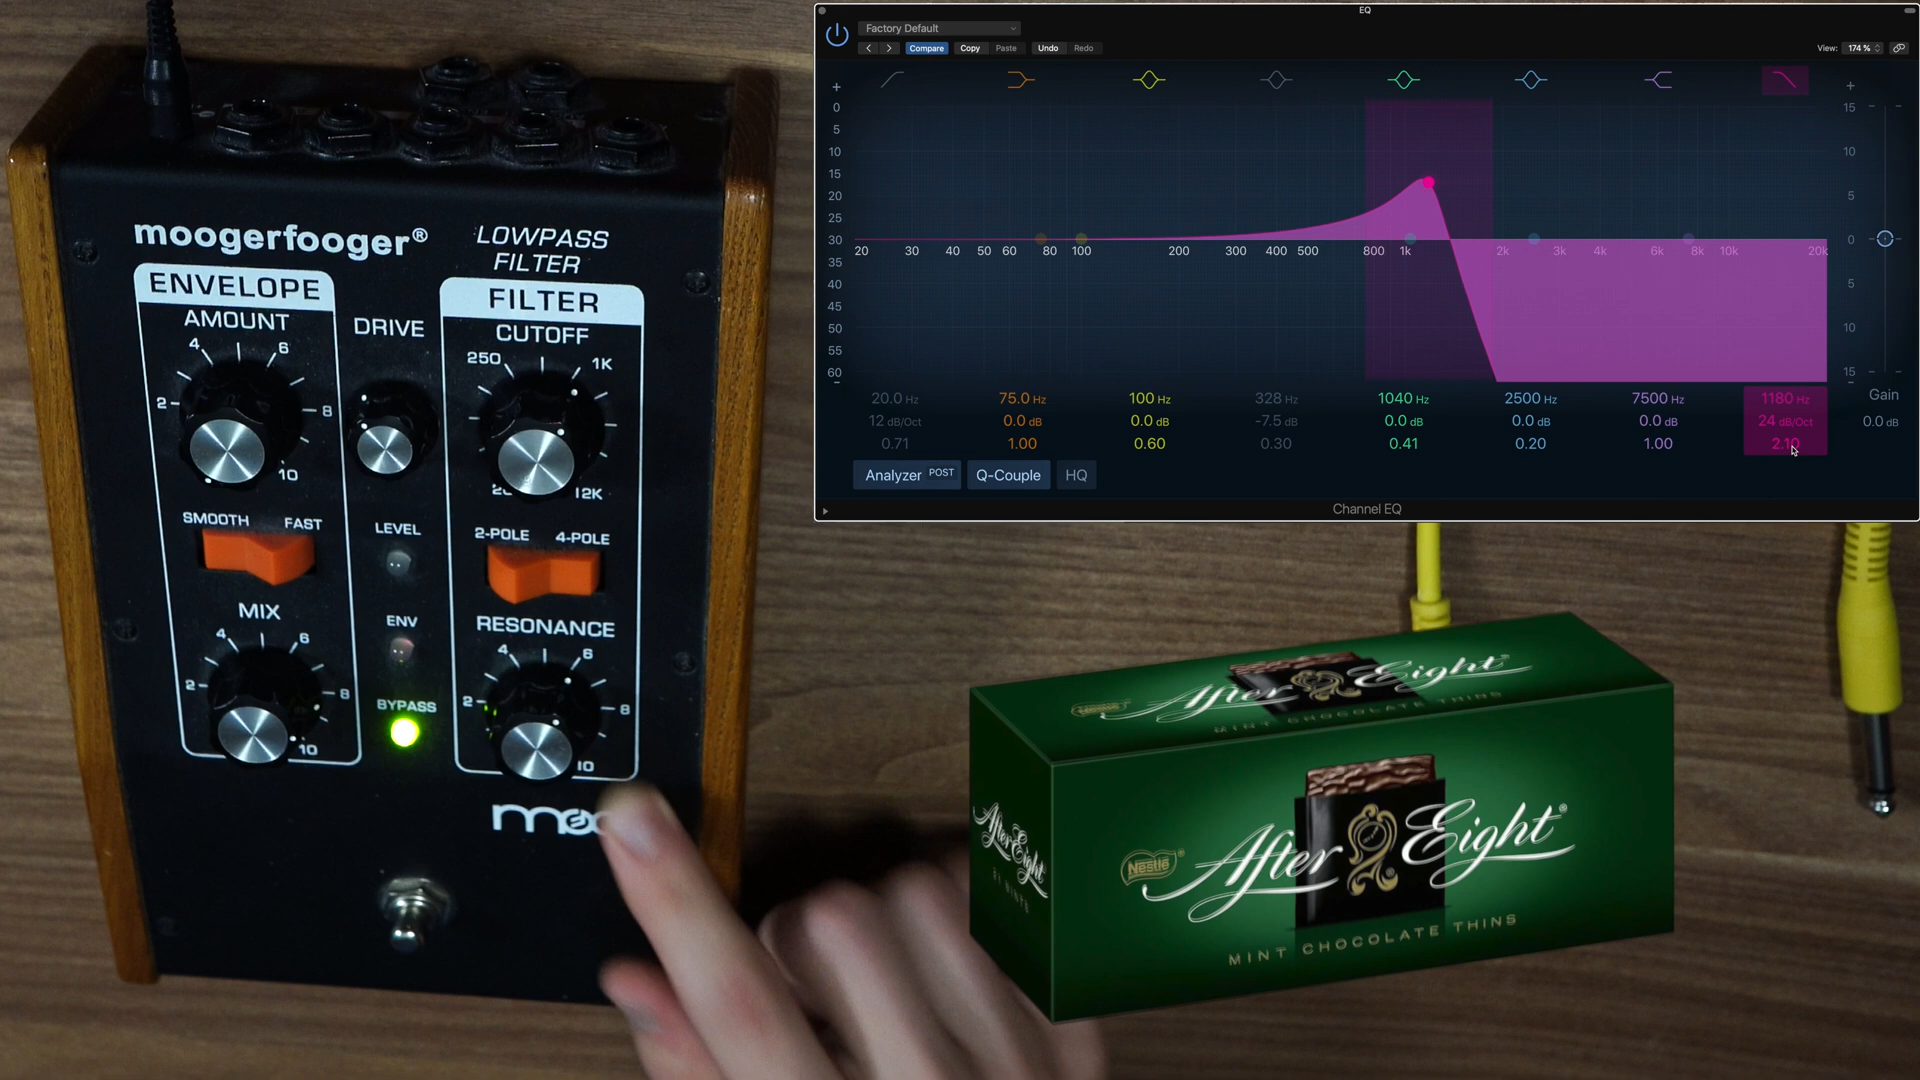 moogerfooger®
LOWPASS
FILTER
ENVELOPE
AMOUNT
4
6
2
8
10
DRIVE
FILTER
CUTOFF
250
1K
12K
SMOOTH
FAST
LEVEL
2-POLE
4-POLE
MIX
4
6
2
8
10
ENV
BYPASS
RESONANCE
4
6
2
8
10
EQ
Factory Default
Compare
Copy
Paste
Undo
Redo
View:
174 %
+
0
5
10
15
20
25
30
35
40
45
50
55
60
-
+
15
10
5
0
5
10
15
-
20 30 40 50 60 80 100 200 300 400 500 800 1k 2k 3k 4k 6k 8k 10k 20k
20.0 Hz 75.0 Hz 100 Hz 328 Hz 1040 Hz 2500 Hz 7500 Hz 1180 Hz
12 dB/Oct 0.0 dB 0.0 dB -7.5 dB 0.0 dB 0.0 dB 0.0 dB 24 dB/Oct
0.71 1.00 0.60 0.30 0.41 0.20 1.00 2.10
Gain
0.0 dB
Analyzer POST
Q-Couple
HQ
Channel EQ
Nestlé
After Eight
MINT CHOCOLATE THINS
After Eight
Nestlé
After Eight®
MINT CHOCOLATE THINS